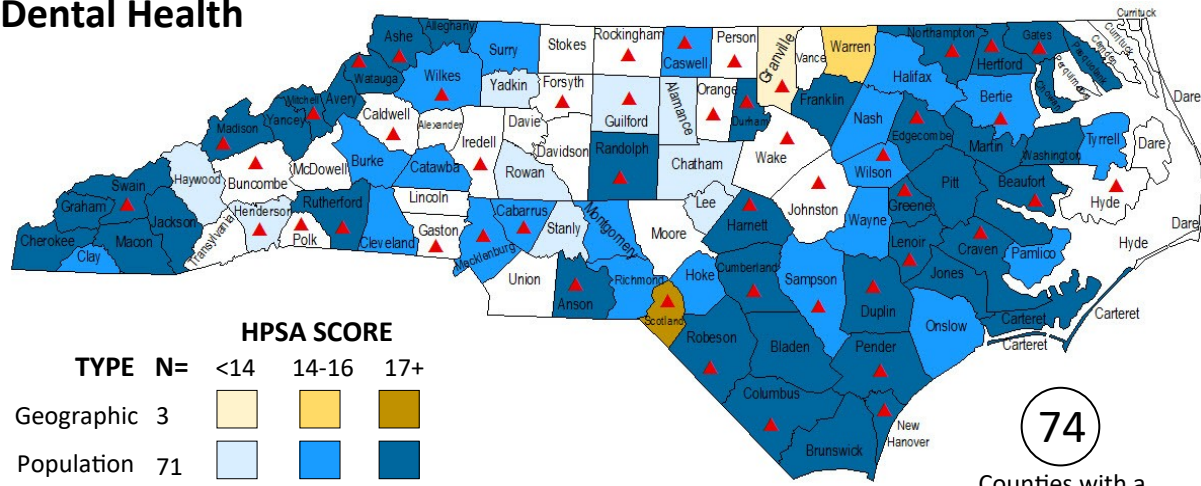 Dental Health
Currituck
Ashe Alleghany Surry Stokes Rockingham Caswell Person Granville Vance Warren Northampton Hertford Gates Pasquotank Camden Currituck
Watauga Wilkes Yadkin Forsyth Guilford Alamance Orange Durham Franklin Halifax Bertie Chowan Perquimans
Mitchell Avery Yancey Madison Caldwell Alexander Iredell Davie Davidson Randolph Chatham Wake Nash Edgecombe Martin Washington Tyrrell Dare Dare
Swain Haywood Buncombe McDowell Burke Catawba Rowan Lee Johnston Wilson Greene Pitt Beaufort Hyde
Graham Jackson Henderson Rutherford Lincoln Cabarrus Stanly Montgomery Moore Harnett Wayne Lenoir Craven Pamlico Hyde Dare
Cherokee Clay Macon Transylvania Polk Cleveland Gaston Mecklenburg Union Anson Richmond Hoke Cumberland Sampson Duplin Jones Carteret Carteret
Scotland Robeson Bladen Pender Onslow Carteret
Columbus Brunswick New
Hanover
HPSA SCORE
TYPE N= <14 14-16 17+
Geographic 3
Population 71
74
Counties with a